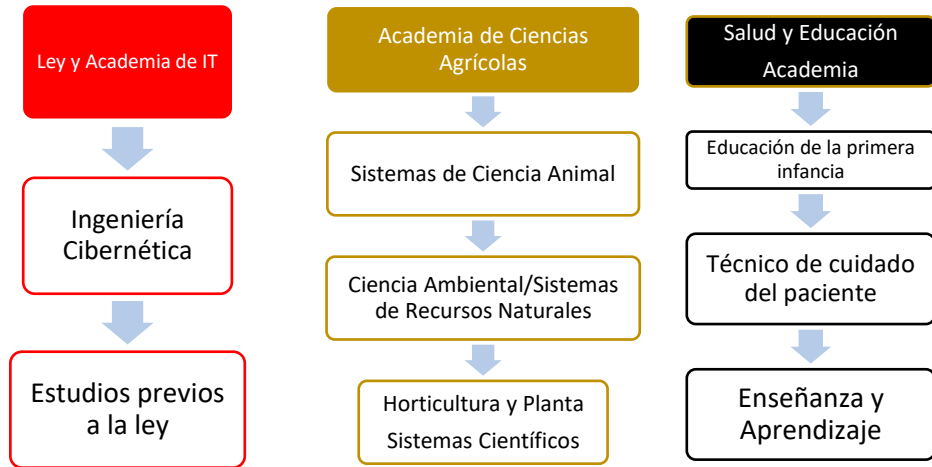 Ley y Academia de IT
Ingeniería
Cibernética
Estudios previos
a la ley
Academia de Ciencias
Agrícolas
Sistemas de Ciencia Animal
Ciencia Ambiental/Sistemas
de Recursos Naturales
Horticultura y Planta
Sistemas Científicos
Salud y Educación
Academia
Educación de la primera
infancia
Técnico de cuidado
del paciente
Enseñanza y
Aprendizaje